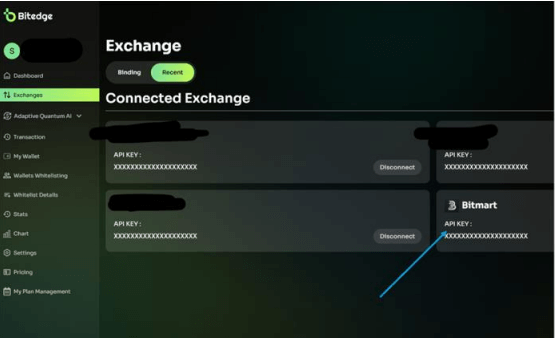 Bitedge
S
Dashboard
Exchanges
Adaptive Quantum AI
Transaction
My Wallet
Wallets Whitelisting
Whitelist Details
Stats
Chart
Settings
Pricing
My Plan Management
Exchange
Binding Recent
Connected Exchange
API KEY :
XXXXXXXXXXXXXXXXXXXX
Disconnect
API KEY :
XXXXXXXXXXXXXXXXXXXX
API KEY :
XXXXXXXXXXXXXXXXXXXX
Disconnect
Bitmart
API KEY :
XXXXXXXXXXXXXXXXXXXX